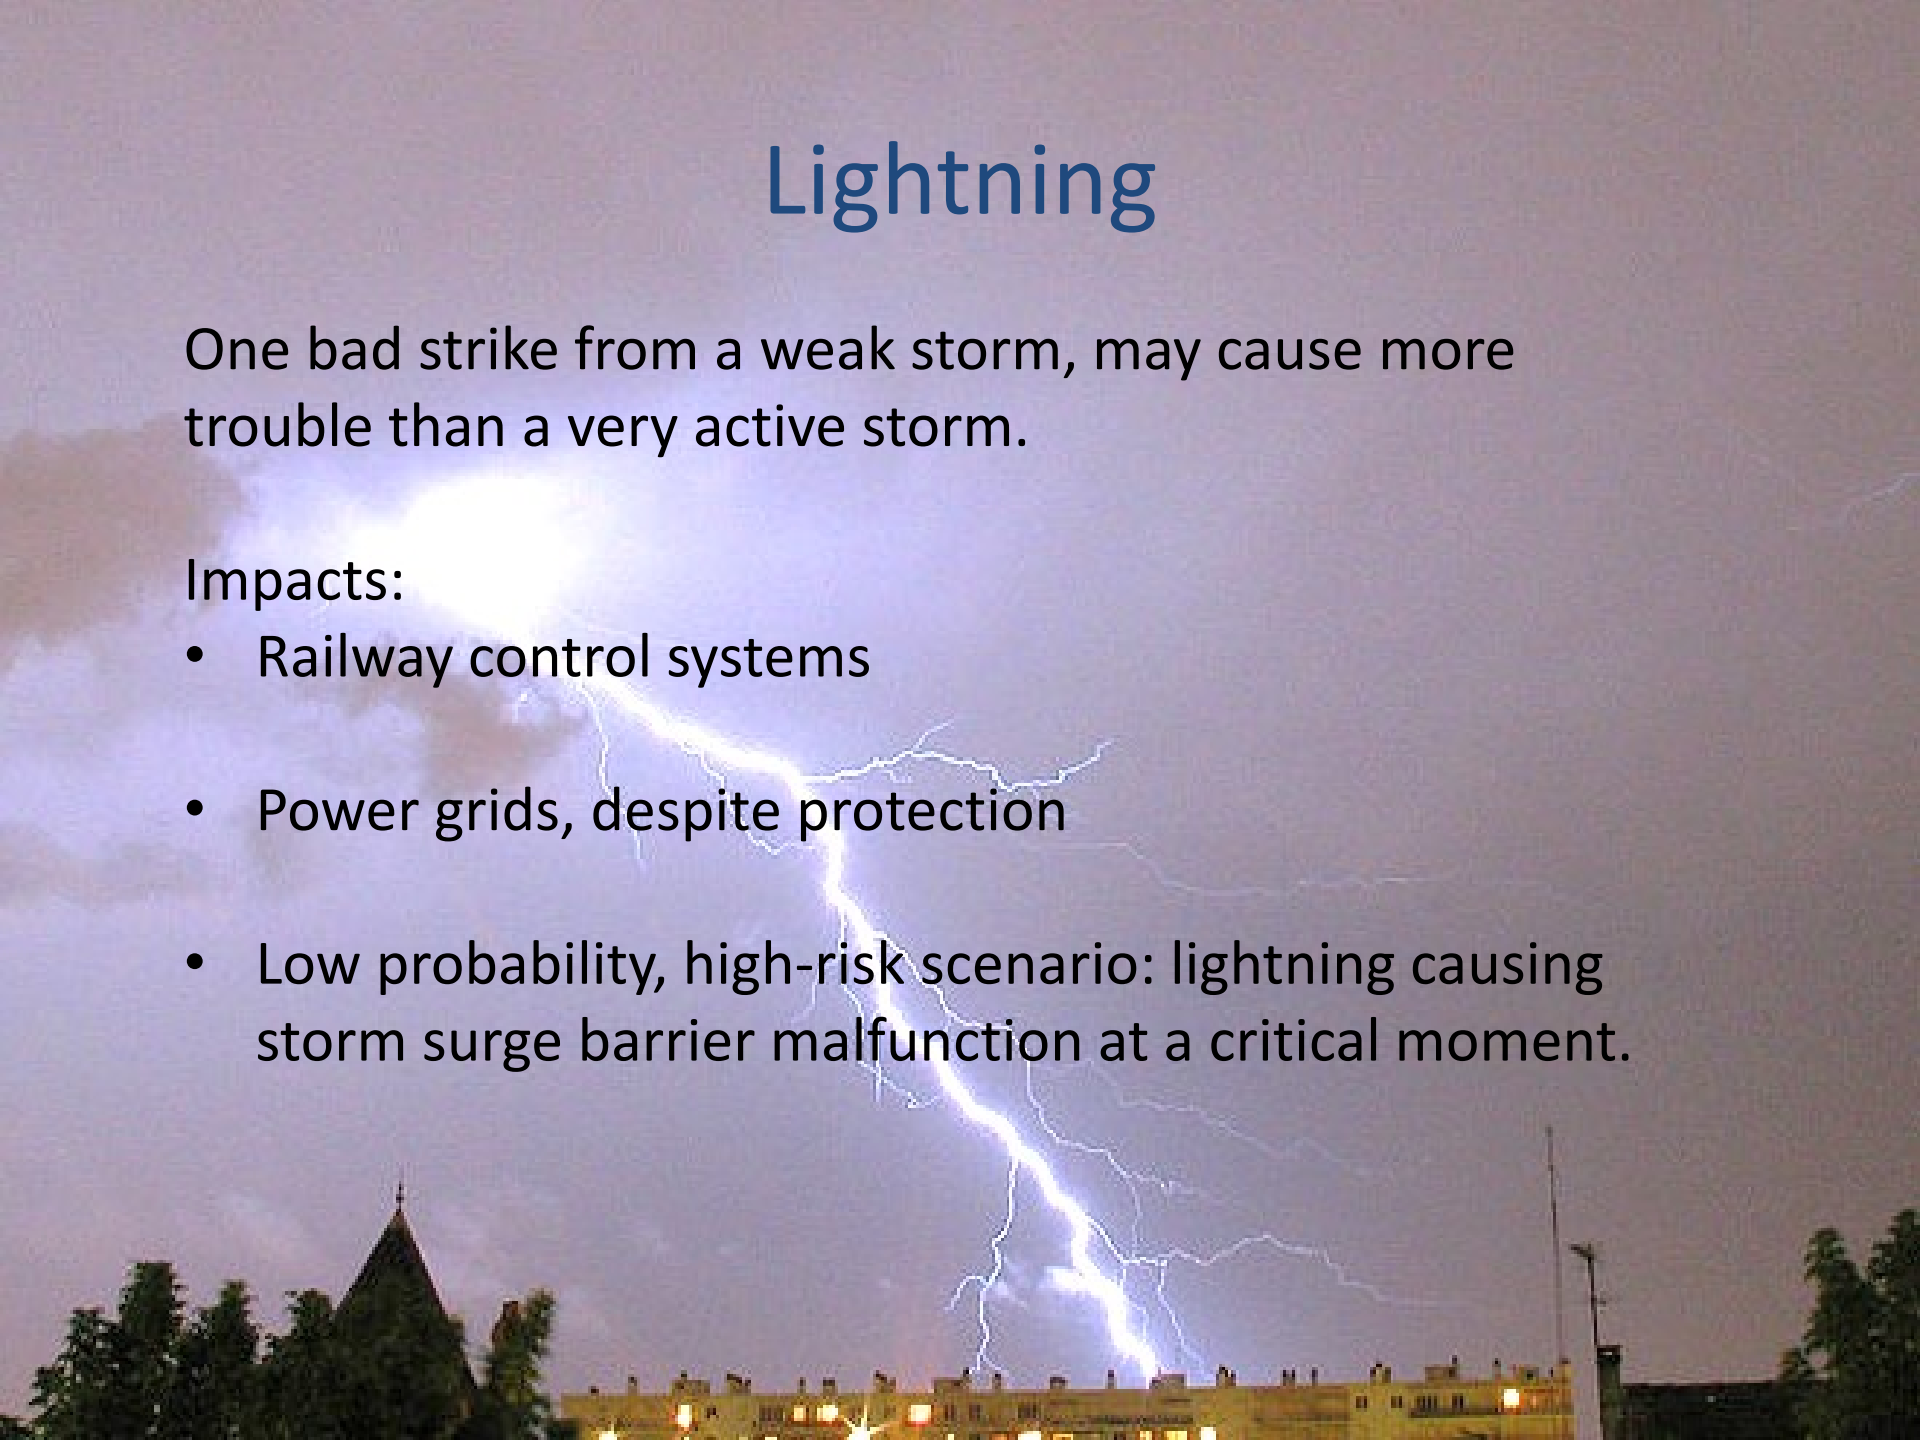 Lightning
One bad strike from a weak storm, may cause more
trouble than a very active storm.
Impacts:
• Railway control systems
• Power grids, despite protection
• Low probability, high-risk scenario: lightning causing
storm surge barrier malfunction at a critical moment.